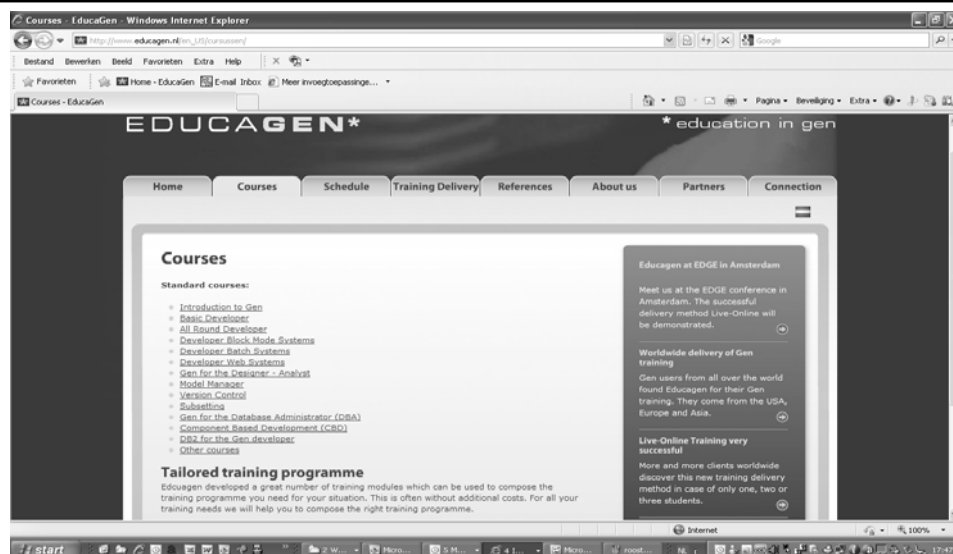 Courses - EducaGen - Windows Internet Explorer
http://www.educagen.nl/en_US/cursussen/
Google
Bestand Bewerken Beeld Favorieten Extra Help
Favorieten Home - EducaGen E-mail Inbox Meer invoegtoepassinge...
Courses - EducaGen
Pagina Beveiliging Extra
EDUCAGEN* * education in gen
Home Courses Schedule Training Delivery References About us Partners Connection
Courses
Standard courses:
Introduction to Gen
Basic Developer
All Round Developer
Developer Block Mode Systems
Developer Batch Systems
Developer Web Systems
Gen for the Designer - Analyst
Model Manager
Version Control
Subsetting
Gen for the Database Administrator (DBA)
Component Based Development (CBD)
DB2 for the Gen developer
Other courses
Tailored training programme
Edcuagen developed a great number of training modules which can be used to compose the
training programme you need for your situation. This is often without additional costs. For all your
training needs we will help you to compose the right training programme.
Educagen at EDGE in Amsterdam
Meet us at the EDGE conference in
Amsterdam. The successful
delivery method Live-Online will
be demonstrated.
Worldwide delivery of Gen
training
Gen users from all over the world
found Educagen for their Gen
training. They come from the USA,
Europe and Asia.
Live-Online Training very
successful
More and more clients worldwide
discover this new training delivery
method in case of only one, two or
three students.
Internet 100%
start 2 W... Micro... 5 M... 4 I... Micro... roost... NL 17:47